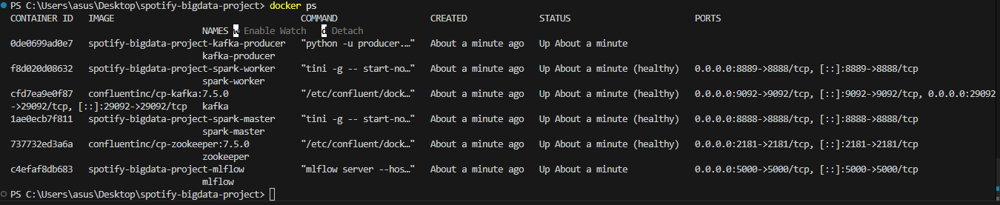 PS C:\Users\asus\Desktop\spotify-bigdata-project> docker ps
CONTAINER ID   IMAGE                                    COMMAND                  CREATED              STATUS                        PORTS
                      NAMES w Enable Watch   d Detach
0de0699ad0e7   spotify-bigdata-project-kafka-producer   "python -u producer.…"   About a minute ago   Up About a minute
                      kafka-producer
f8d020d08632   spotify-bigdata-project-spark-worker     "tini -g -- start-no…"   About a minute ago   Up About a minute (healthy)   0.0.0.0:8889->8888/tcp, [::]:8889->8888/tcp
                      spark-worker
cfd7ea9e0f87   confluentinc/cp-kafka:7.5.0              "/etc/confluent/dock…"   About a minute ago   Up About a minute (healthy)   0.0.0.0:9092->9092/tcp, [::]:9092->9092/tcp, 0.0.0.0:29092
->29092/tcp, [::]:29092->29092/tcp   kafka
1ae0ecb7f811   spotify-bigdata-project-spark-master     "tini -g -- start-no…"   About a minute ago   Up About a minute (healthy)   0.0.0.0:8888->8888/tcp, [::]:8888->8888/tcp
                      spark-master
737732ed3a6a   confluentinc/cp-zookeeper:7.5.0          "/etc/confluent/dock…"   About a minute ago   Up About a minute (healthy)   0.0.0.0:2181->2181/tcp, [::]:2181->2181/tcp
                      zookeeper
c4efaf8db683   spotify-bigdata-project-mlflow           "mlflow server --hos…"   About a minute ago   Up About a minute             0.0.0.0:5000->5000/tcp, [::]:5000->5000/tcp
                      mlflow
PS C:\Users\asus\Desktop\spotify-bigdata-project>